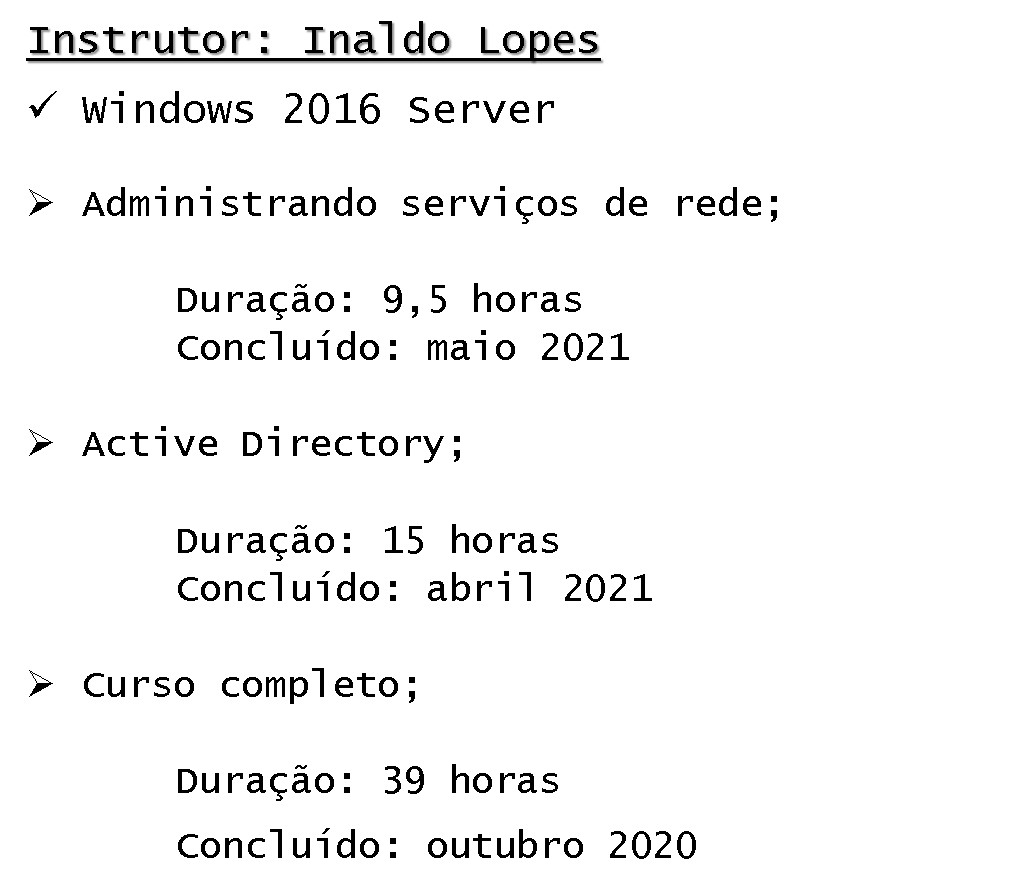 Instrutor: Inaldo Lopes
✓ Windows 2016 Server
➢ Administrando serviços de rede;
Duração: 9,5 horas
Concluído: maio 2021
➢ Active Directory;
Duração: 15 horas
Concluído: abril 2021
➢ Curso completo;
Duração: 39 horas
Concluído: outubro 2020